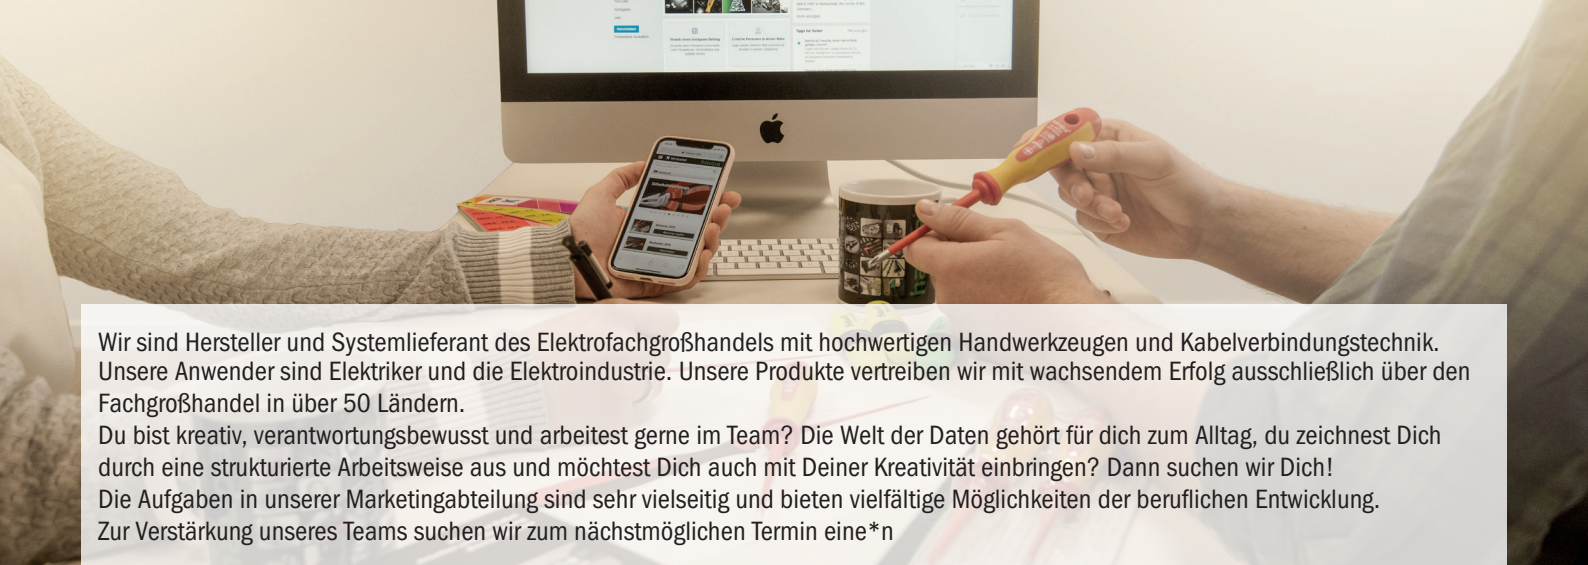 Tipps für Seiten
Wir sind Hersteller und Systemlieferant des Elektrofachgroßhandels mit hochwertigen Handwerkzeugen und Kabelverbindungstechnik.
Unsere Anwender sind Elektriker und die Elektroindustrie. Unsere Produkte vertreiben wir mit wachsendem Erfolg ausschließlich über den
Fachgroßhandel in über 50 Ländern.
Du bist kreativ, verantwortungsbewusst und arbeitest gerne im Team? Die Welt der Daten gehört für dich zum Alltag, du zeichnest Dich
durch eine strukturierte Arbeitsweise aus und möchtest Dich auch mit Deiner Kreativität einbringen? Dann suchen wir Dich!
Die Aufgaben in unserer Marketingabteilung sind sehr vielseitig und bieten vielfältige Möglichkeiten der beruflichen Entwicklung.
Zur Verstärkung unseres Teams suchen wir zum nächstmöglichen Termin eine*n